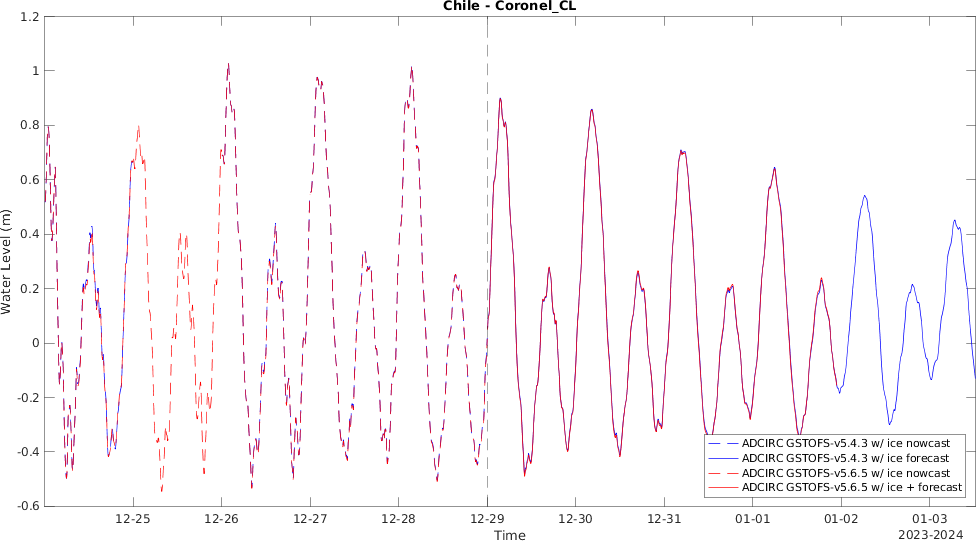 Chile - Coronel_CL
1.2
1
0.8
0.6
0.4
0.2
0
-0.2
-0.4
-0.6
Water Level (m)
ADCIRC GSTOFS-v5.4.3 w/ ice nowcast
ADCIRC GSTOFS-v5.4.3 w/ ice forecast
ADCIRC GSTOFS-v5.6.5 w/ ice nowcast
ADCIRC GSTOFS-v5.6.5 w/ ice + forecast
12-25 12-26 12-27 12-28 12-29 12-30 12-31 01-01 01-02 01-03
Time
2023-2024